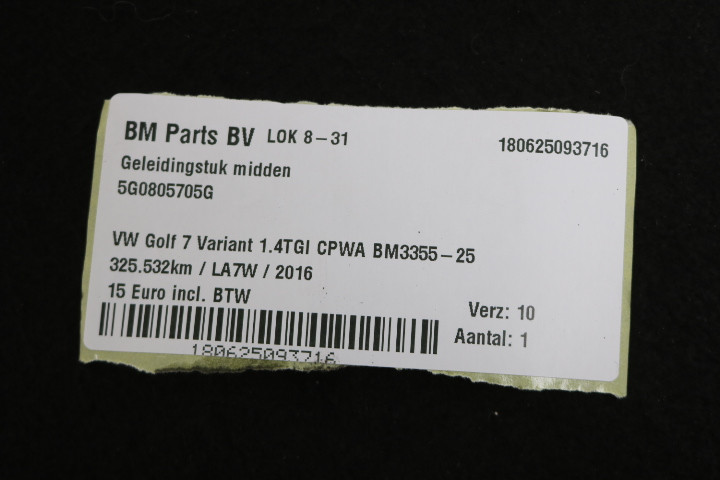 BM Parts BV LOK 8-31 180625093716
Geleidingstuk midden
5G0805705G
VW Golf 7 Variant 1.4TGI CPWA BM3355-25
325.532km / LA7W / 2016
15 Euro incl. BTW
Verz: 10
Aantal: 1
180625093716